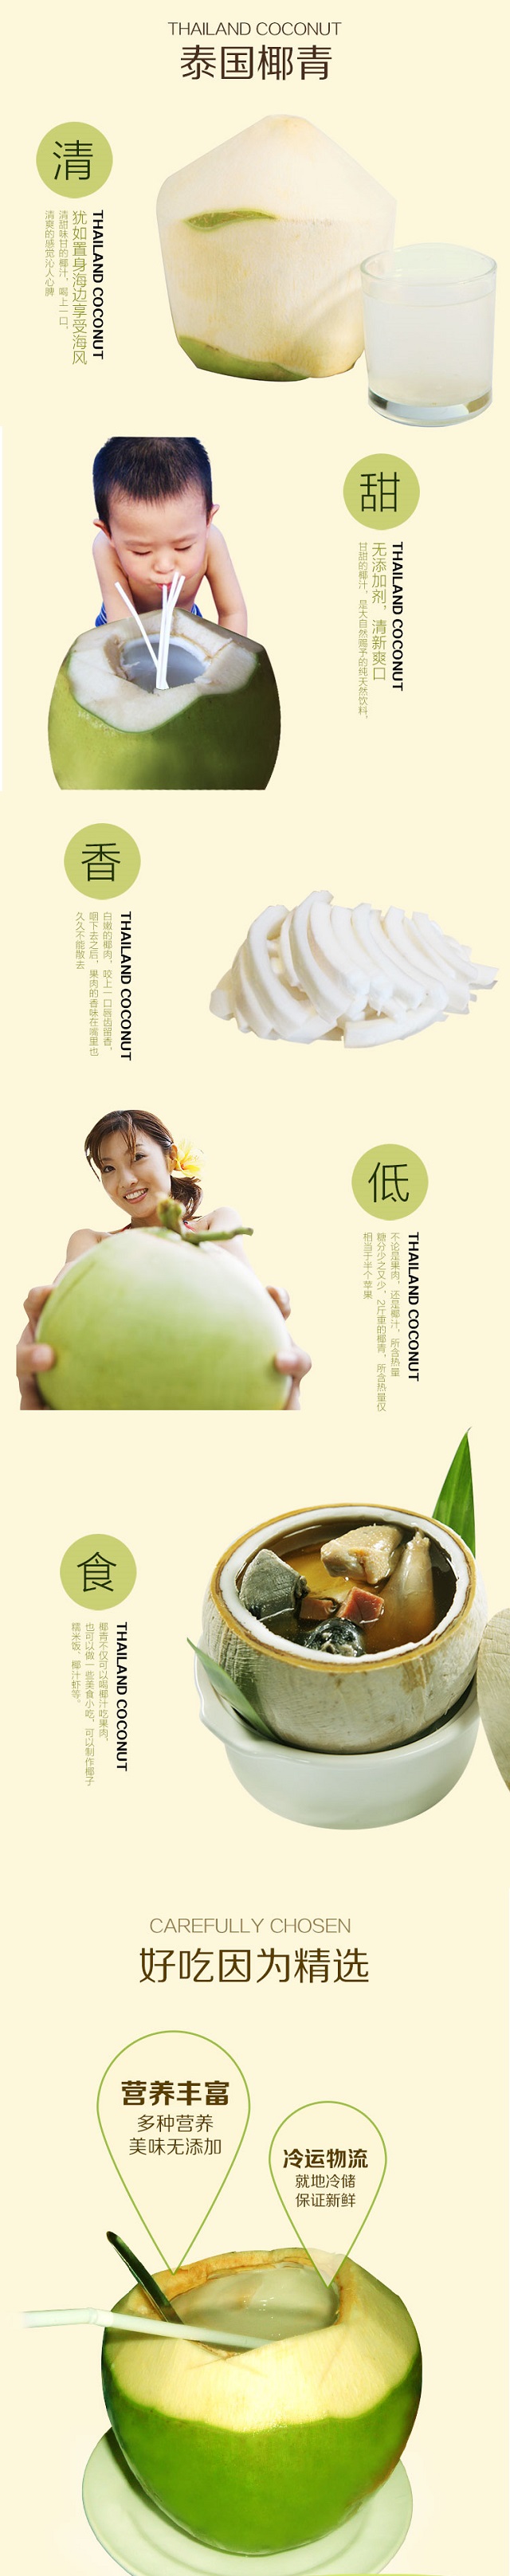 THAILAND COCONUT
泰国椰青
清
THAILAND COCONUT
犹如置身海边享受海风
清甜味甘的椰汁，喝上一口，
清爽的感觉沁人心脾
甜
THAILAND COCONUT
无添加剂，清新爽口
甘甜的椰汁，是大自然赐予的纯天然饮料，
香
THAILAND COCONUT
白嫩的椰肉，咬上一口唇齿留香，
咽下去之后，果肉的香味在嘴里也
久久不能散去
低
THAILAND COCONUT
不论是果肉，还是椰汁，所含热量
糖分少之又少，2斤重的椰青，所含热量仅
相当于半个苹果
食
THAILAND COCONUT
椰青不仅可以喝椰汁吃果肉，
也可以做一些美食小吃，可以制作椰子
糯米饭、椰汁虾等。
CAREFULLY CHOSEN
好吃因为精选
营养丰富
多种营养
美味无添加
冷运物流
就地冷储
保证新鲜